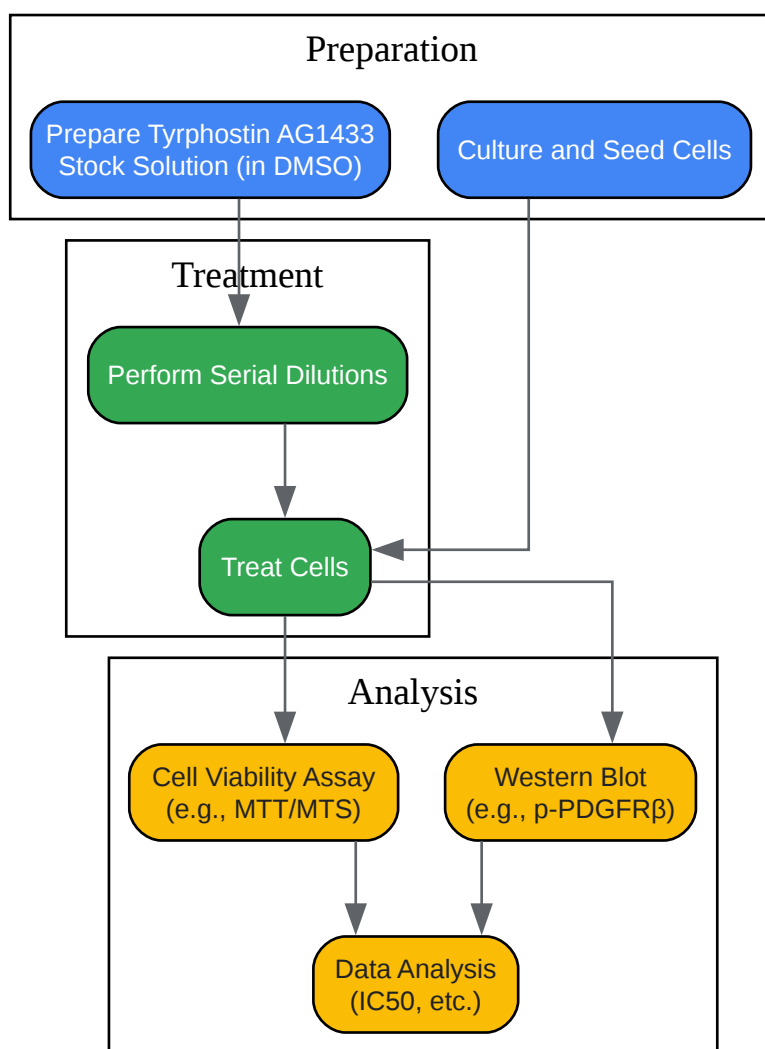 Preparation
Prepare Tyrphostin AG1433
Stock Solution (in DMSO)
Culture and Seed Cells
Treatment
Perform Serial Dilutions
Treat Cells
Analysis
Cell Viability Assay
(e.g., MTT/MTS)
Western Blot
(e.g., p-PDGFRβ)
Data Analysis
(IC50, etc.)